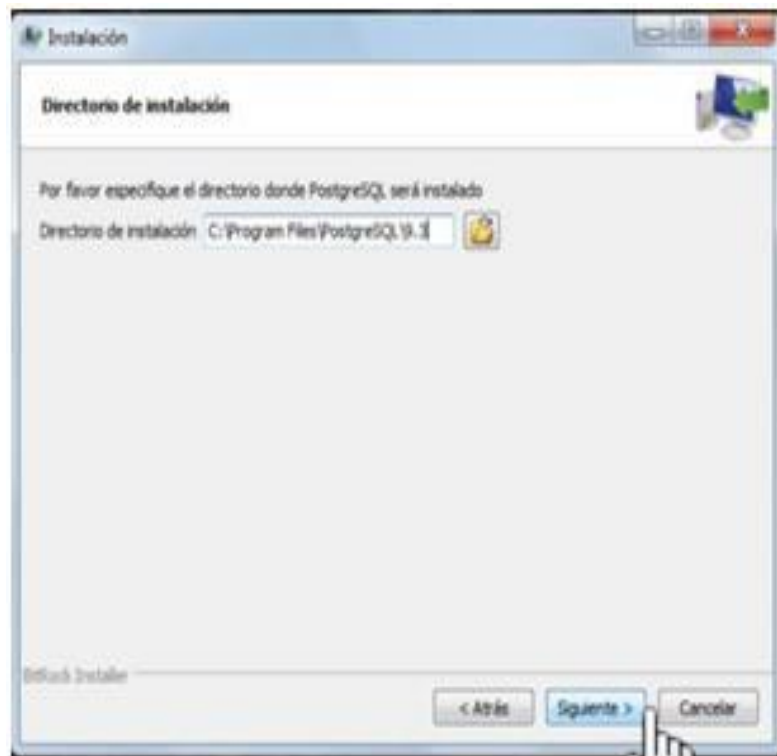 Instalación
Directorio de instalación
Por favor especifique el directorio donde PostgreSQL será instalado
Directorio de instalación C:\Program Files\PostgreSQL\9.3
BitRock Installer
< Atrás Siguiente > Cancelar